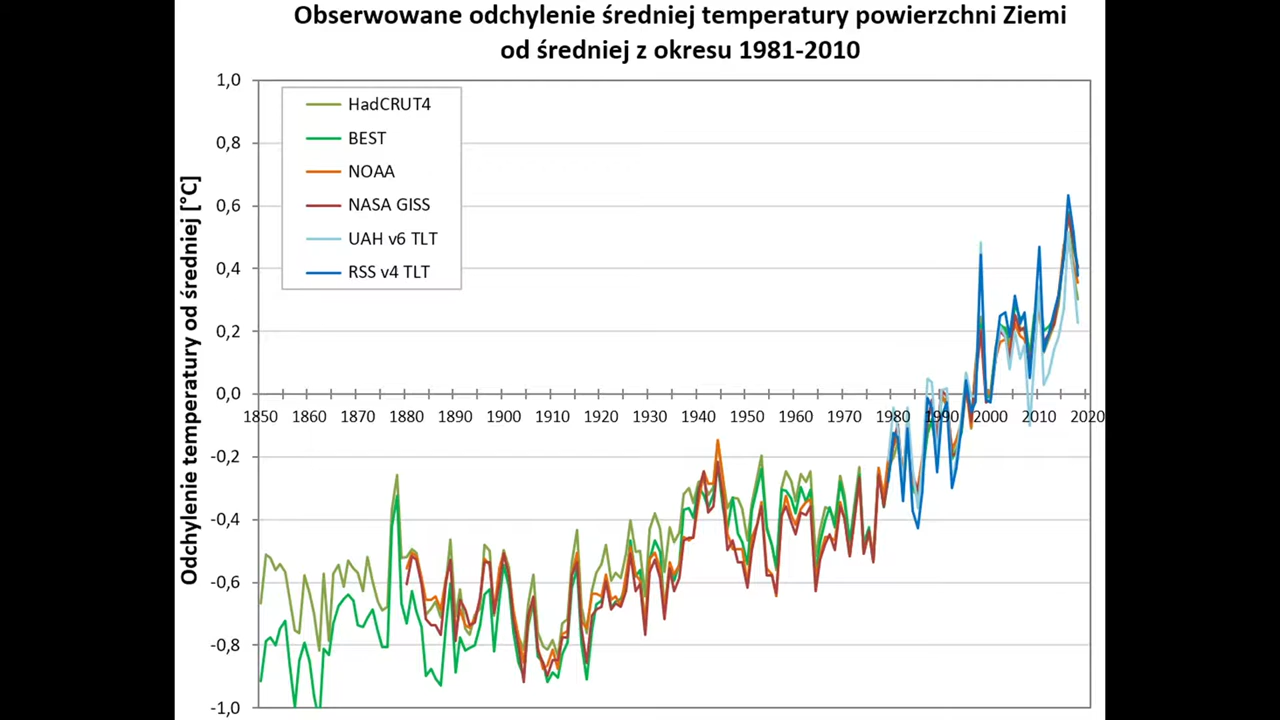 Obserwowane odchylenie średniej temperatury powierzchni Ziemi
od średniej z okresu 1981-2010
Odchylenie temperatury od średniej [°C]
1,0
0,8
0,6
0,4
0,2
0,0
-0,2
-0,4
-0,6
-0,8
-1,0
HadCRUT4
BEST
NOAA
NASA GISS
UAH v6 TLT
RSS v4 TLT
1850 1860 1870 1880 1890 1900 1910 1920 1930 1940 1950 1960 1970 1980 1990 2000 2010 2020